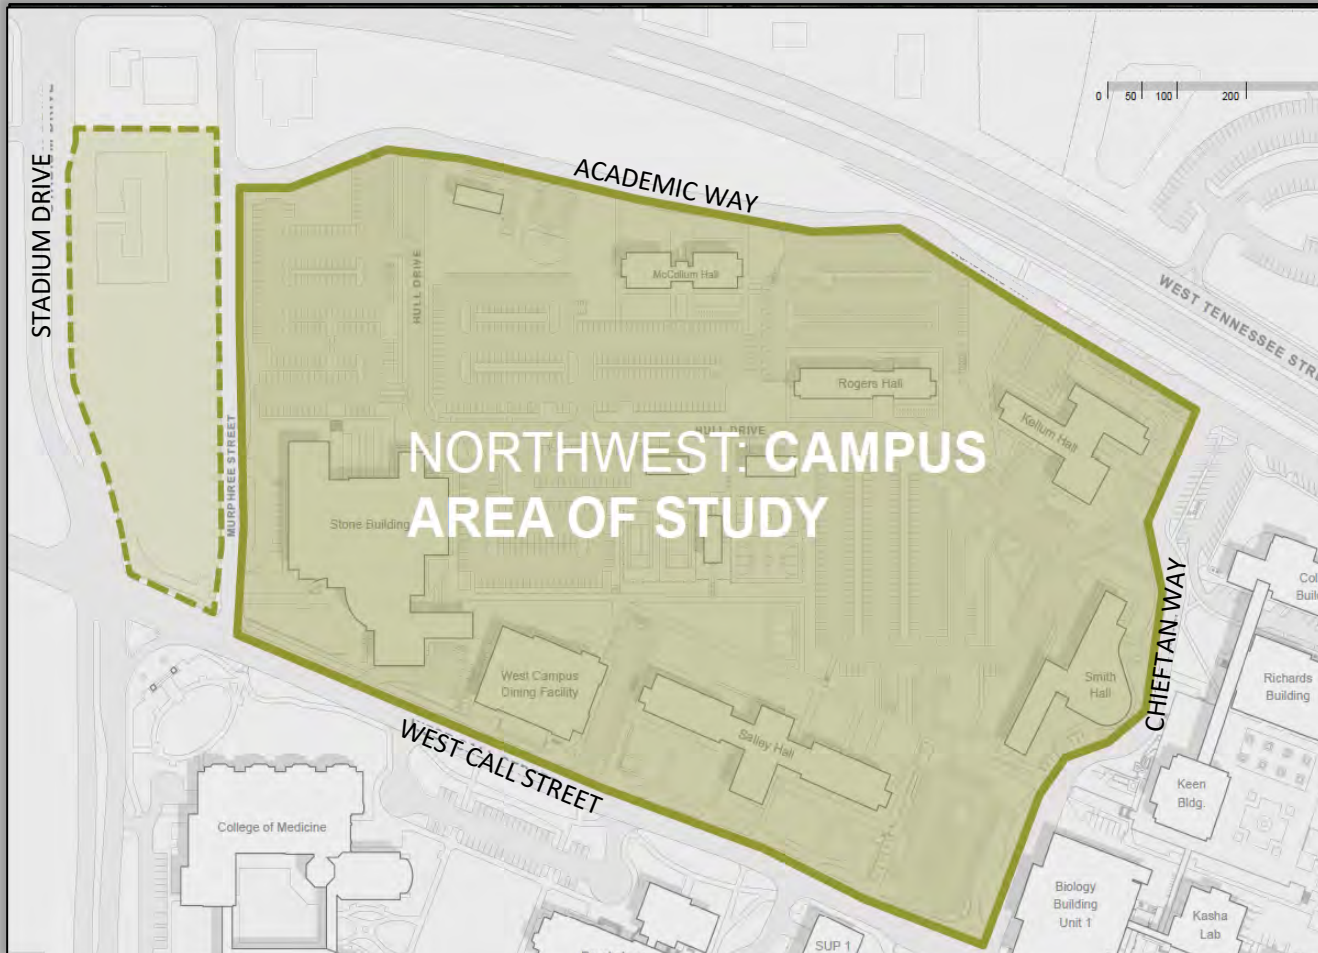 0 50 100 200
STADIUM DRIVE
ACADEMIC WAY
McCollum Hall
HULL DRIVE
WEST TENNESSEE
Rogers Hall
Kellum Hall
HULL DRIVE
NORTHWEST: CAMPUS
AREA OF STUDY
MURPHREE STREET
Stone Building
CHIEFTAN WAY
West Campus
Dining Facility
Smith
Hall
Salley Hall
Richards
Building
WEST CALL STREET
Keen
Bldg.
College of Medicine
Biology
Building
Unit 1
Kasha
Lab
SUP 1